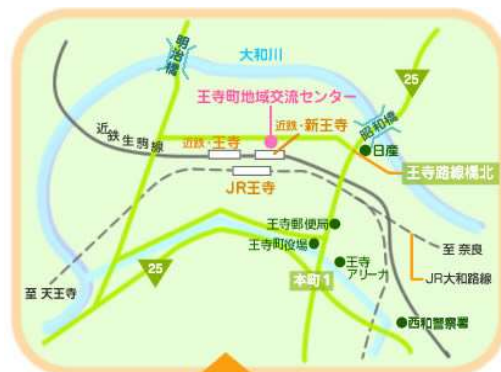 明治橋
大和川
25
王寺町地域交流センター
近鉄生駒線
近鉄・王寺
近鉄・新王寺
昭和橋
日産
王寺路線橋北
JR王寺
王寺郵便局
王寺町役場
至 奈良
王寺
アリーナ
25
本町1
JR大和路線
至 天王寺
西和警察署